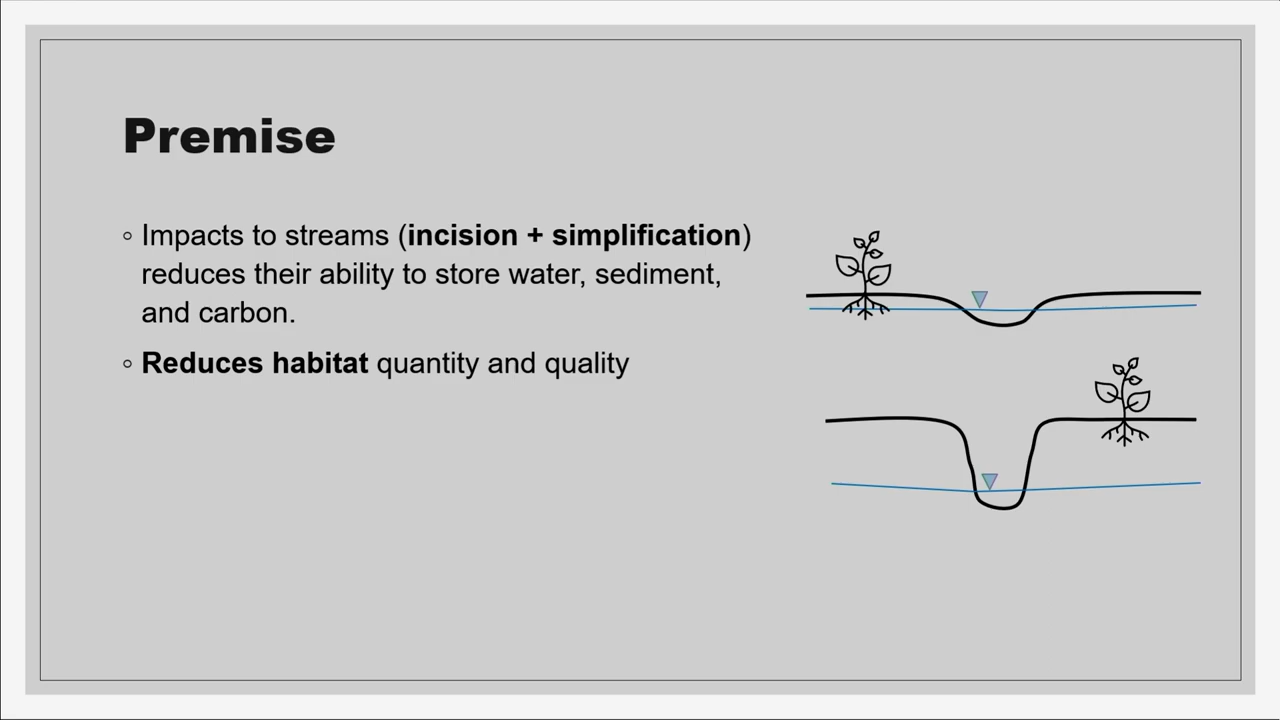 Premise
◦ Impacts to streams (incision + simplification)
reduces their ability to store water, sediment,
and carbon.
◦ Reduces habitat quantity and quality